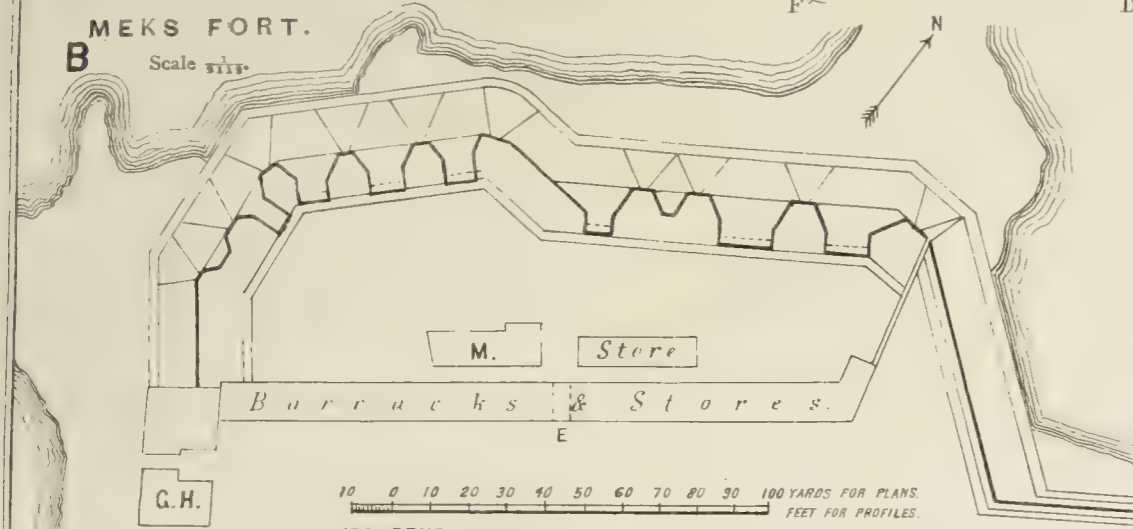 MEKS FORT.
B
Scale
N
M.
Store
Barracks & Stores.
E
G.H.
10 0 10 20 30 40 50 60 70 80 90 100 YARDS FOR PLANS.
FEET FOR PROFILES.